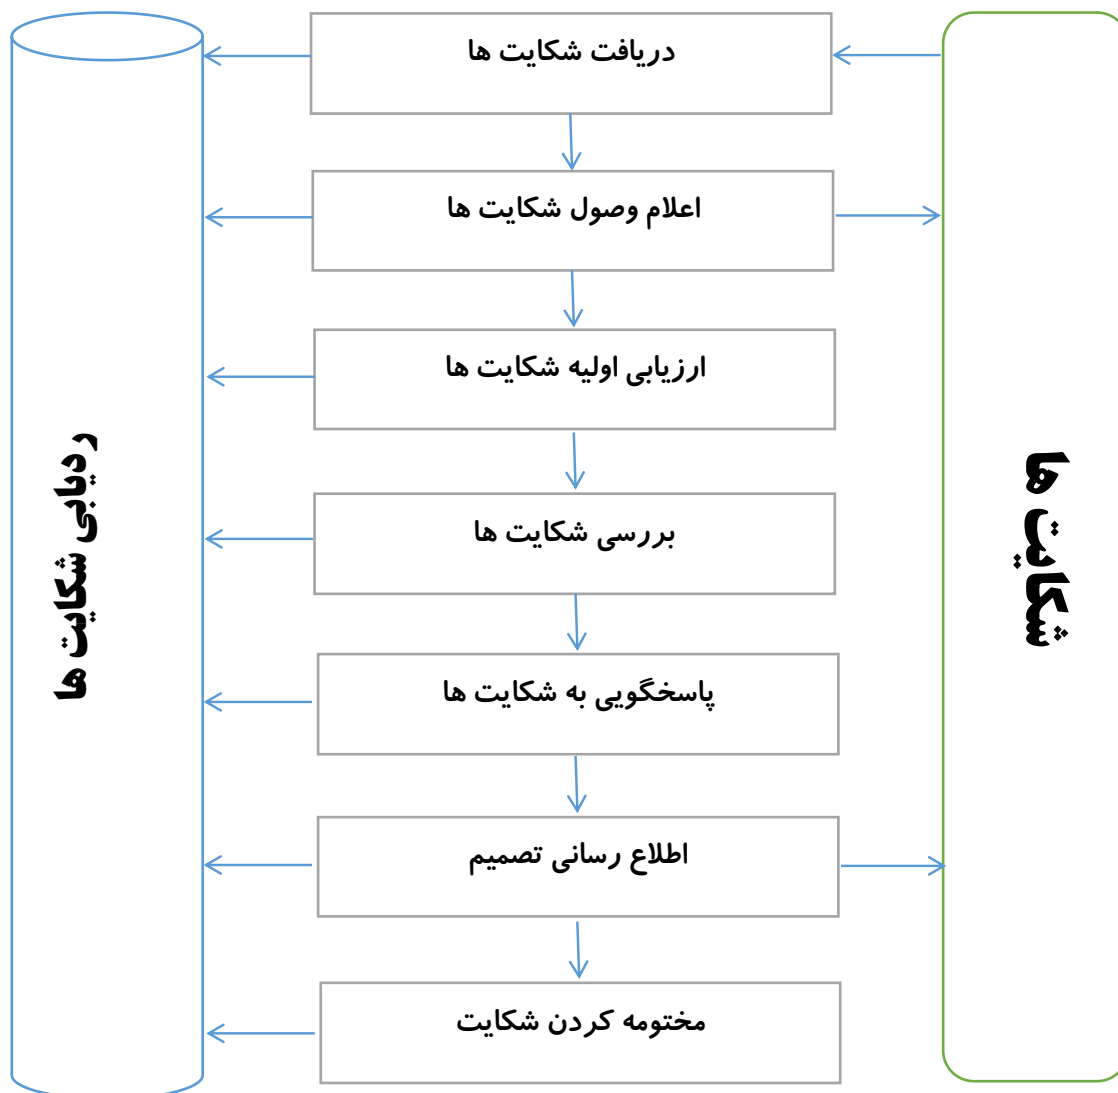 شکایت ها
دریافت شکایت ها
اعلام وصول شکایت ها
ارزیابی اولیه شکایت ها
بررسی شکایت ها
پاسخگویی به شکایت ها
اطلاع رسانی تصمیم
مختومه کردن شکایت
ردیابی شکایت ها